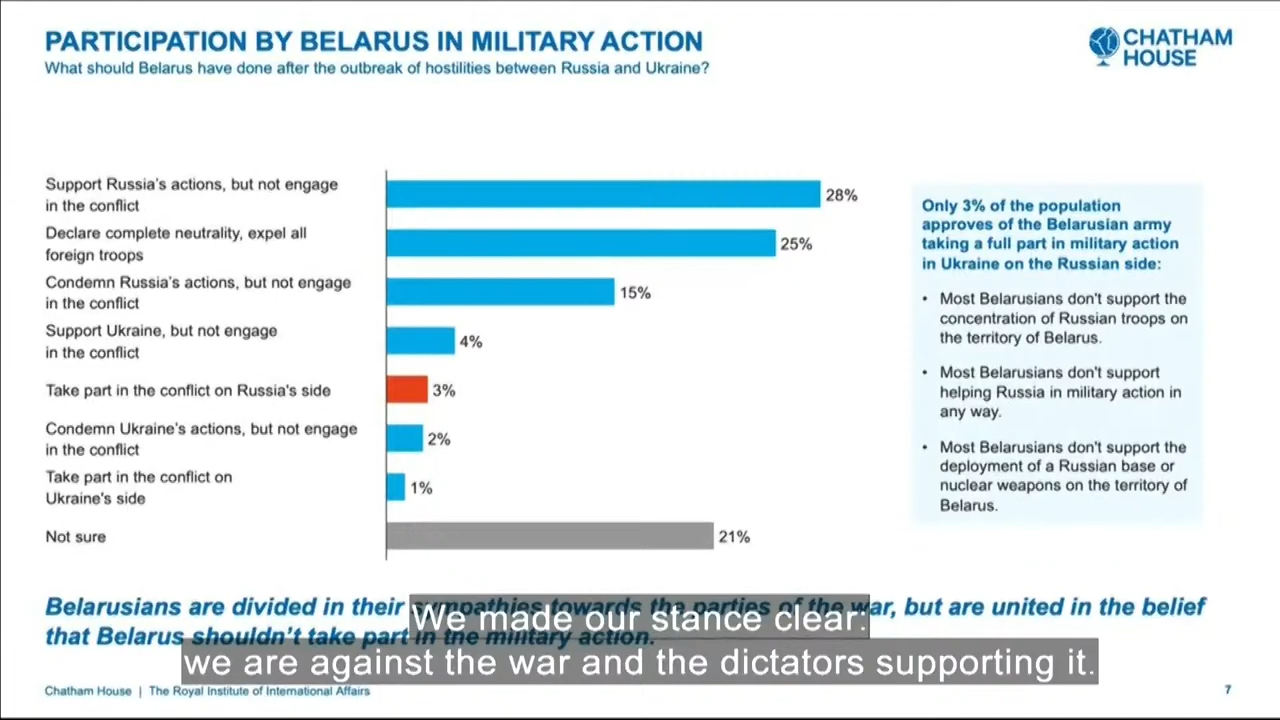 PARTICIPATION BY BELARUS IN MILITARY ACTION
What should Belarus have done after the outbreak of hostilities between Russia and Ukraine?
CHATHAM
HOUSE
Support Russia's actions, but not engage
in the conflict
28%
Declare complete neutrality, expel all
foreign troops
25%
Condemn Russia's actions, but not engage
in the conflict
15%
Support Ukraine, but not engage
in the conflict
4%
Take part in the conflict on Russia's side
3%
Condemn Ukraine's actions, but not engage
in the conflict
2%
Take part in the conflict on
Ukraine's side
1%
Not sure
21%
Only 3% of the population
approves of the Belarusian army
taking a full part in military action
in Ukraine on the Russian side:
• Most Belarusians don't support the
concentration of Russian troops on
the territory of Belarus.
• Most Belarusians don't support
helping Russia in military action in
any way.
• Most Belarusians don't support the
deployment of a Russian base or
nuclear weapons on the territory of
Belarus.
Belarusians are divided in their sympathies towards the parties of the war, but are united in the belief
that Belarus shouldn't take part in the military action.
We made our stance clear:
we are against the war and the dictators supporting it.
Chatham House | The Royal Institute of International Affairs
7